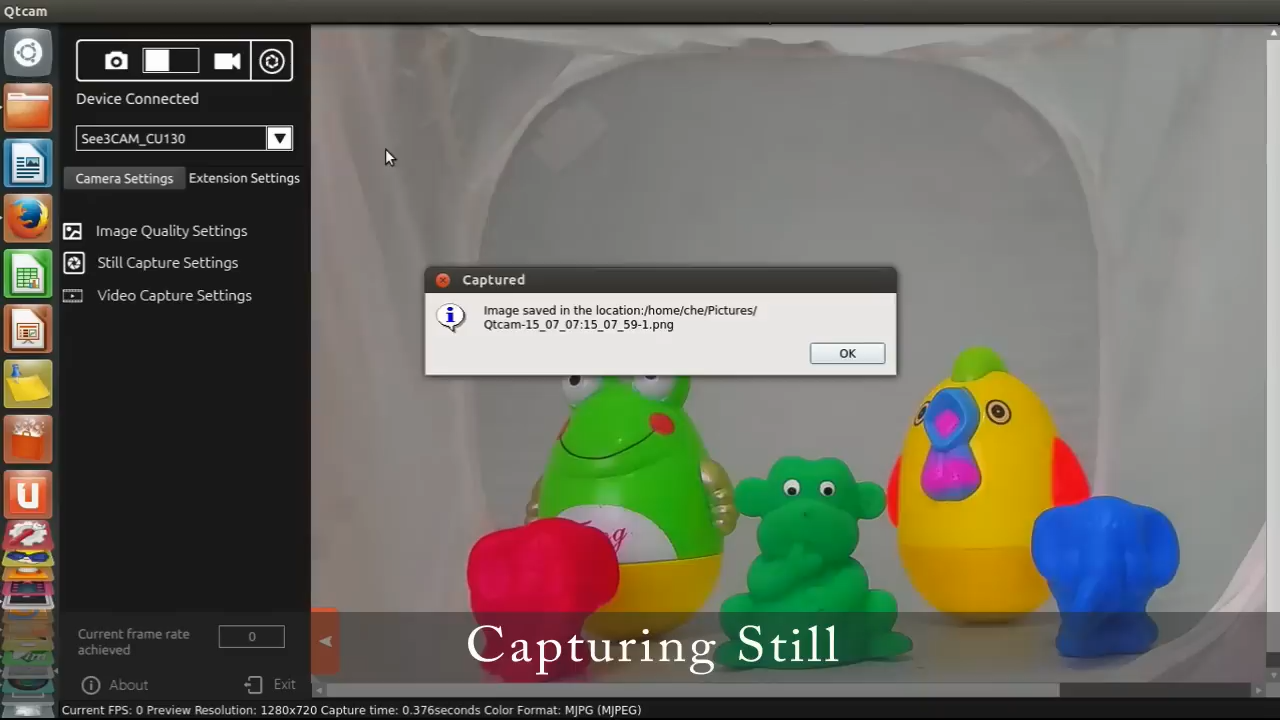 Qtcam
Device Connected
See3CAM_CU130
Camera Settings
Extension Settings
Image Quality Settings
Still Capture Settings
Video Capture Settings
Captured
Image saved in the location:/home/che/Pictures/
Qtcam-15_07_07:15_07_59-1.png
OK
Frog
Current frame rate
achieved
0
Capturing Still
About
Exit
Current FPS: 0 Preview Resolution: 1280x720 Capture time: 0.376seconds Color Format: MJPG (MJPEG)